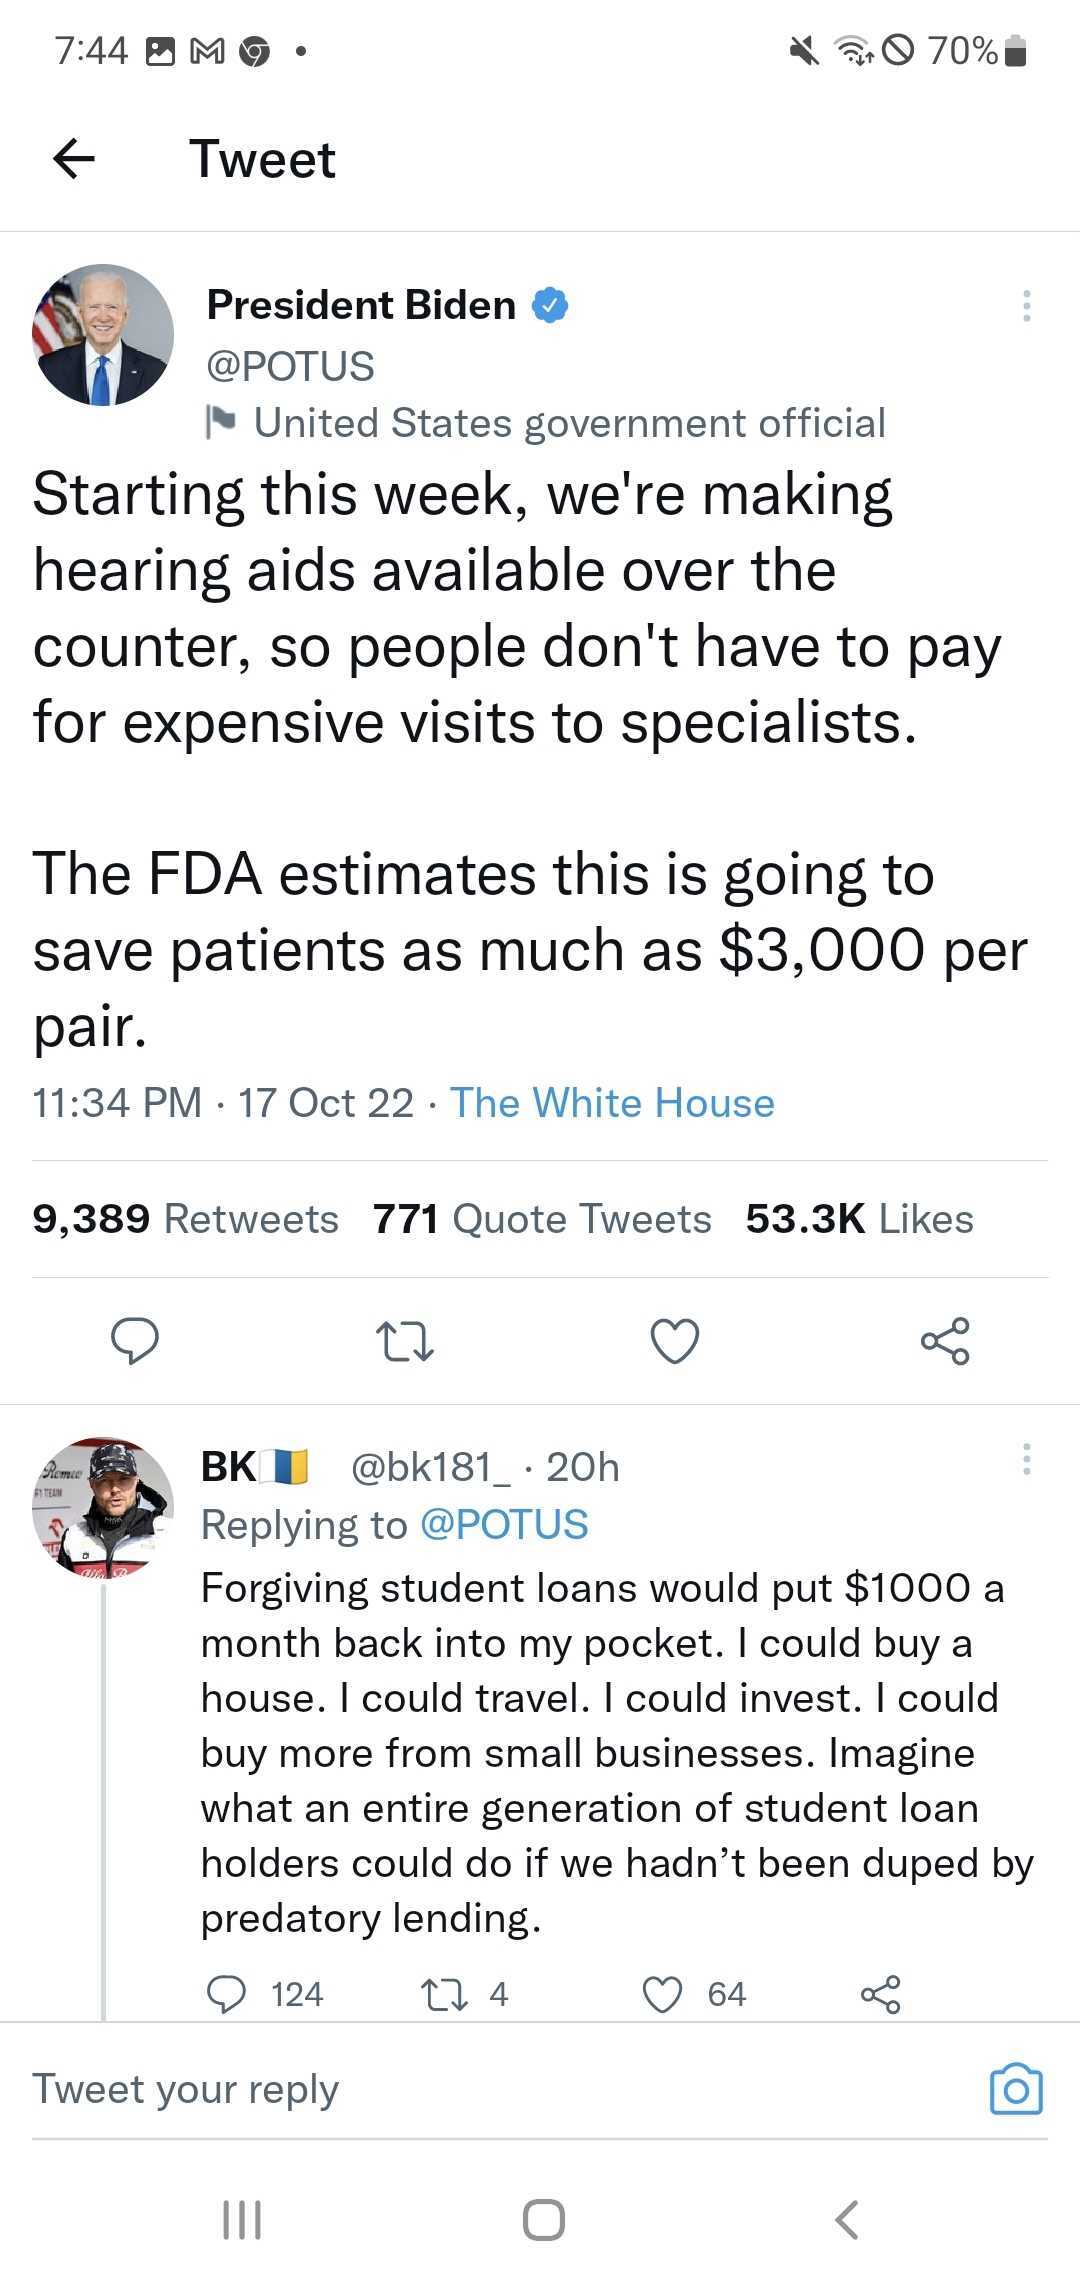 7:44
70%
Tweet
President Biden
@POTUS
United States government official
Starting this week, we're making
hearing aids available over the
counter, so people don't have to pay
for expensive visits to specialists.
The FDA estimates this is going to
save patients as much as $3,000 per
pair.
11:34 PM · 17 Oct 22 · The White House
9,389 Retweets 771 Quote Tweets 53.3K Likes
BK @bk181_ · 20h
Replying to @POTUS
Forgiving student loans would put $1000 a
month back into my pocket. I could buy a
house. I could travel. I could invest. I could
buy more from small businesses. Imagine
what an entire generation of student loan
holders could do if we hadn’t been duped by
predatory lending.
124 4 64
Tweet your reply